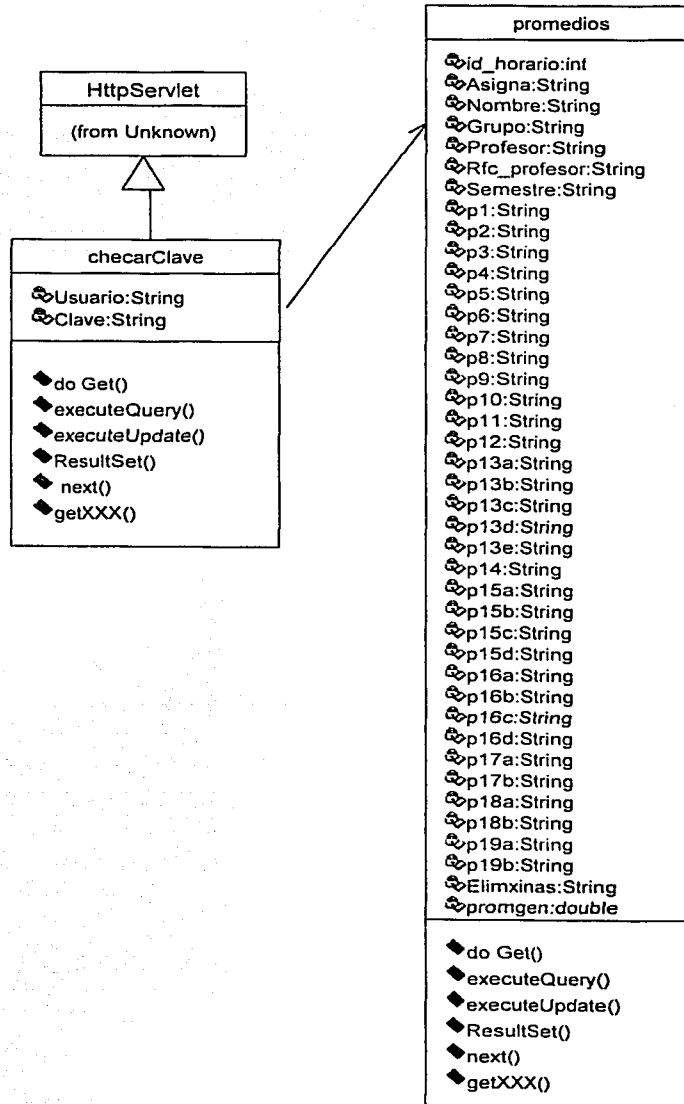 HttpServlet
(from Unknown)
checarClave
Usuario:String
Clave:String
do Get()
executeQuery()
executeUpdate()
ResultSet()
next()
getXXX()
promedios
id_horario:int
Asigna:String
Nombre:String
Grupo:String
Profesor:String
Rfc_profesor:String
Semestre:String
p1:String
p2:String
p3:String
p4:String
p5:String
p6:String
p7:String
p8:String
p9:String
p10:String
p11:String
p12:String
p13a:String
p13b:String
p13c:String
p13d:String
p13e:String
p14:String
p15a:String
p15b:String
p15c:String
p15d:String
p16a:String
p16b:String
p16c:String
p16d:String
p17a:String
p17b:String
p18a:String
p18b:String
p19a:String
p19b:String
Elimxinas:String
promgen:double
do Get()
executeQuery()
executeUpdate()
ResultSet()
next()
getXXX()